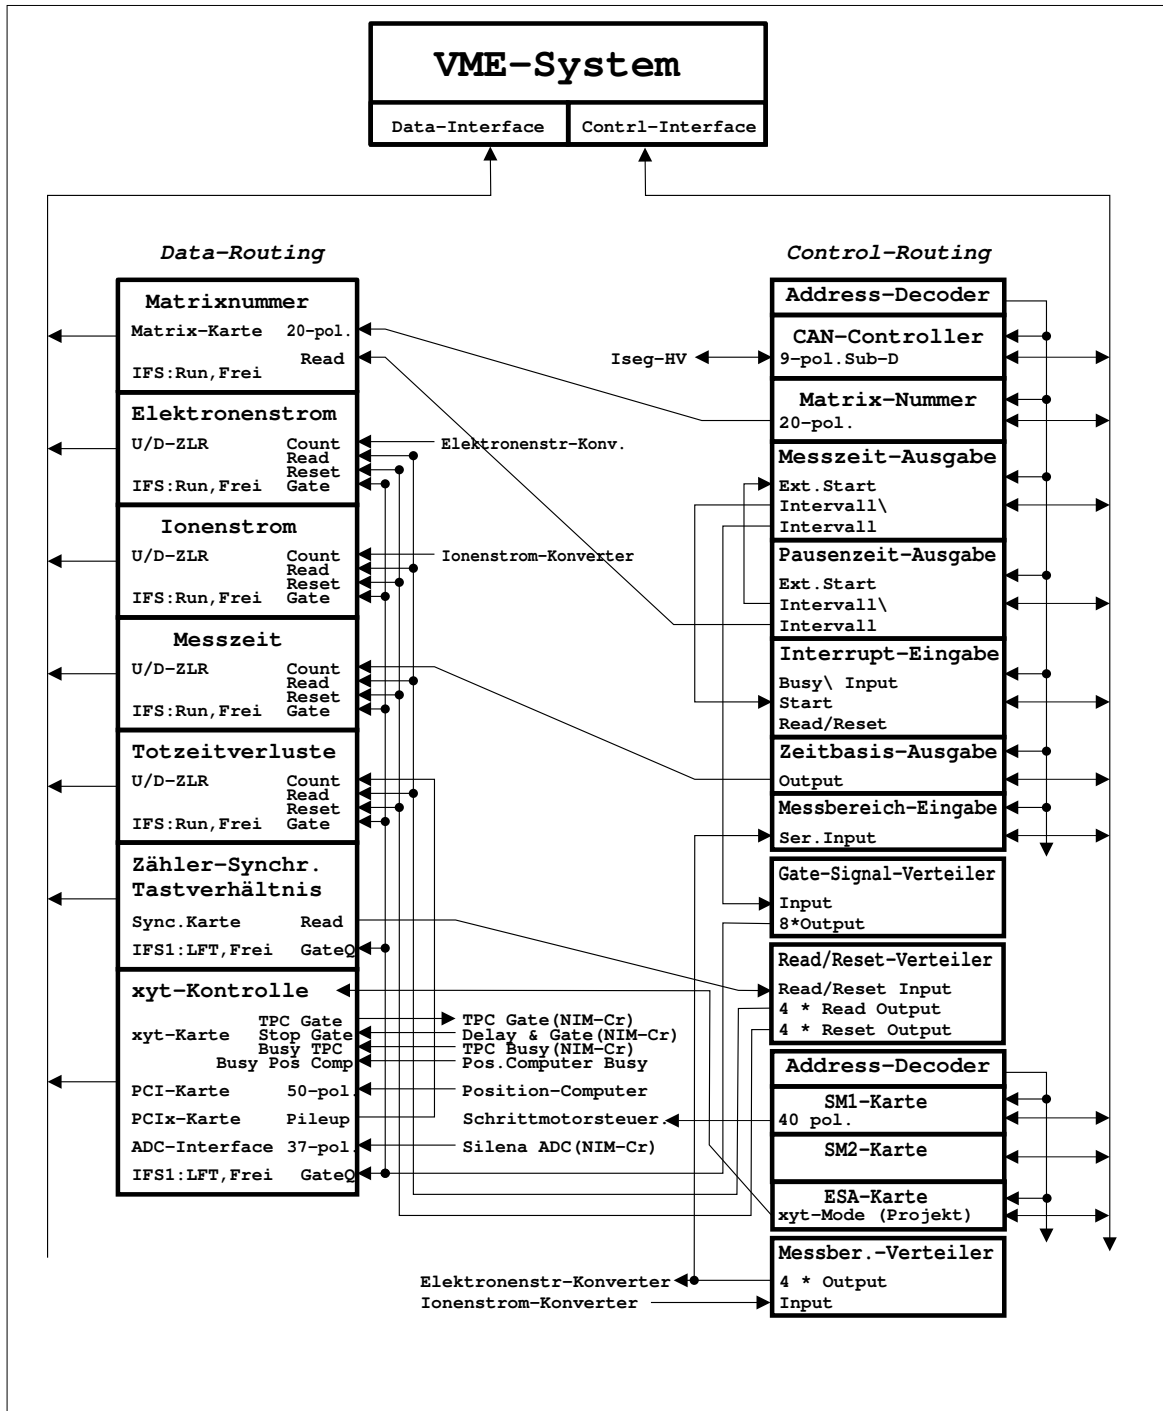 VME-System
Data-Interface
Contrl-Interface
Data-Routing
Matrixnummer
Matrix-Karte 20-pol.
Read
IFS:Run,Frei
Elektronenstrom
U/D-ZLR Count
Read
Reset
IFS:Run,Frei Gate
Ionenstrom
U/D-ZLR Count
Read
Reset
IFS:Run,Frei Gate
Messzeit
U/D-ZLR Count
Read
Reset
IFS:Run,Frei Gate
Totzeitverluste
U/D-ZLR Count
Read
Reset
IFS:Run,Frei Gate
Zähler-Synchr.
Tastverhältnis
Sync.Karte Read
IFS1:LFT,Frei GateQ
xyt-Kontrolle
TPC Gate
xyt-Karte Stop Gate
Busy TPC
Busy Pos Comp
PCI-Karte 50-pol.
PCIx-Karte Pileup
ADC-Interface 37-pol.
IFS1:LFT,Frei GateQ
Iseg-HV
Elektronenstr-Konv.
Ionenstrom-Konverter
TPC Gate(NIM-Cr)
Delay & Gate(NIM-Cr)
TPC Busy(NIM-Cr)
Pos.Computer Busy
Position-Computer
Schrittmotorsteuer.
Silena ADC(NIM-Cr)
Elektronenstr-Konverter
Ionenstrom-Konverter
Control-Routing
Address-Decoder
CAN-Controller
9-pol.Sub-D
Matrix-Nummer
20-pol.
Messzeit-Ausgabe
Ext.Start
Intervall\
Intervall
Pausenzeit-Ausgabe
Ext.Start
Intervall\
Intervall
Interrupt-Eingabe
Busy\ Input
Start
Read/Reset
Zeitbasis-Ausgabe
Output
Messbereich-Eingabe
Ser.Input
Gate-Signal-Verteiler
Input
8*Output
Read/Reset-Verteiler
Read/Reset Input
4 * Read Output
4 * Reset Output
Address-Decoder
SM1-Karte
40 pol.
SM2-Karte
ESA-Karte
xyt-Mode (Projekt)
Messber.-Verteiler
4 * Output
Input